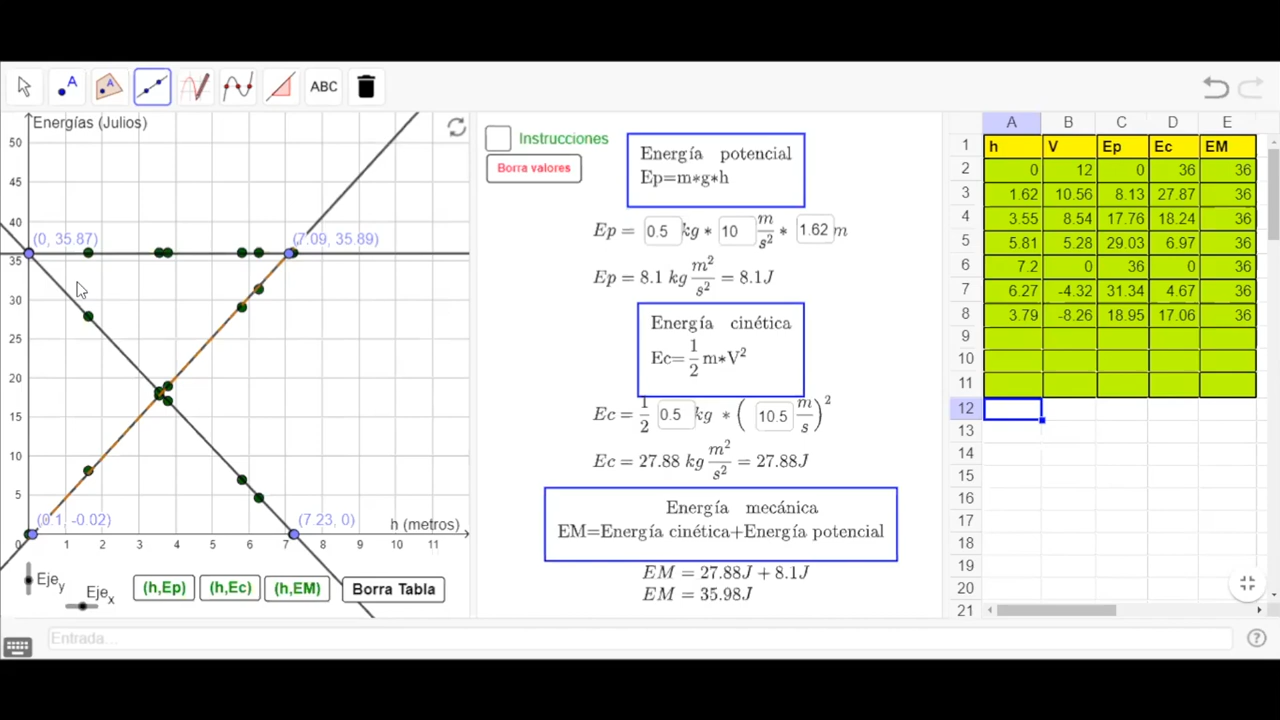 A
ABC
Energías (Julios)
50
45
40
35
30
25
20
15
10
5
(0, 35.87)
(7.09, 35.89)
(0.1, -0.02)
(7.23, 0)
h (metros)
0 1 2 3 4 5 6 7 8 9 10 11
Eje y
Eje x
(h,Ep) (h,Ec) (h,EM) Borra Tabla
Instrucciones
Borra valores
Energía potencial
Ep=m*g*h
Ep = 0.5 kg * 10 m/s² * 1.62 m
Ep = 8.1 kg m²/s² = 8.1J
Energía cinética
Ec= 1/2 m*V²
Ec = 1/2 0.5 kg * ( 10.5 m/s )²
Ec = 27.88 kg m²/s² = 27.88J
Energía mecánica
EM=Energía cinética+Energía potencial
EM = 27.88J + 8.1J
EM = 35.98J
A B C D E
1 h V Ep Ec EM
2 0 12 0 36 36
3 1.62 10.56 8.13 27.87 36
4 3.55 8.54 17.76 18.24 36
5 5.81 5.28 29.03 6.97 36
6 7.2 0 36 0 36
7 6.27 -4.32 31.34 4.67 36
8 3.79 -8.26 18.95 17.06 36
9
10
11
12
13
14
15
16
17
18
19
20
21
Entrada...
?